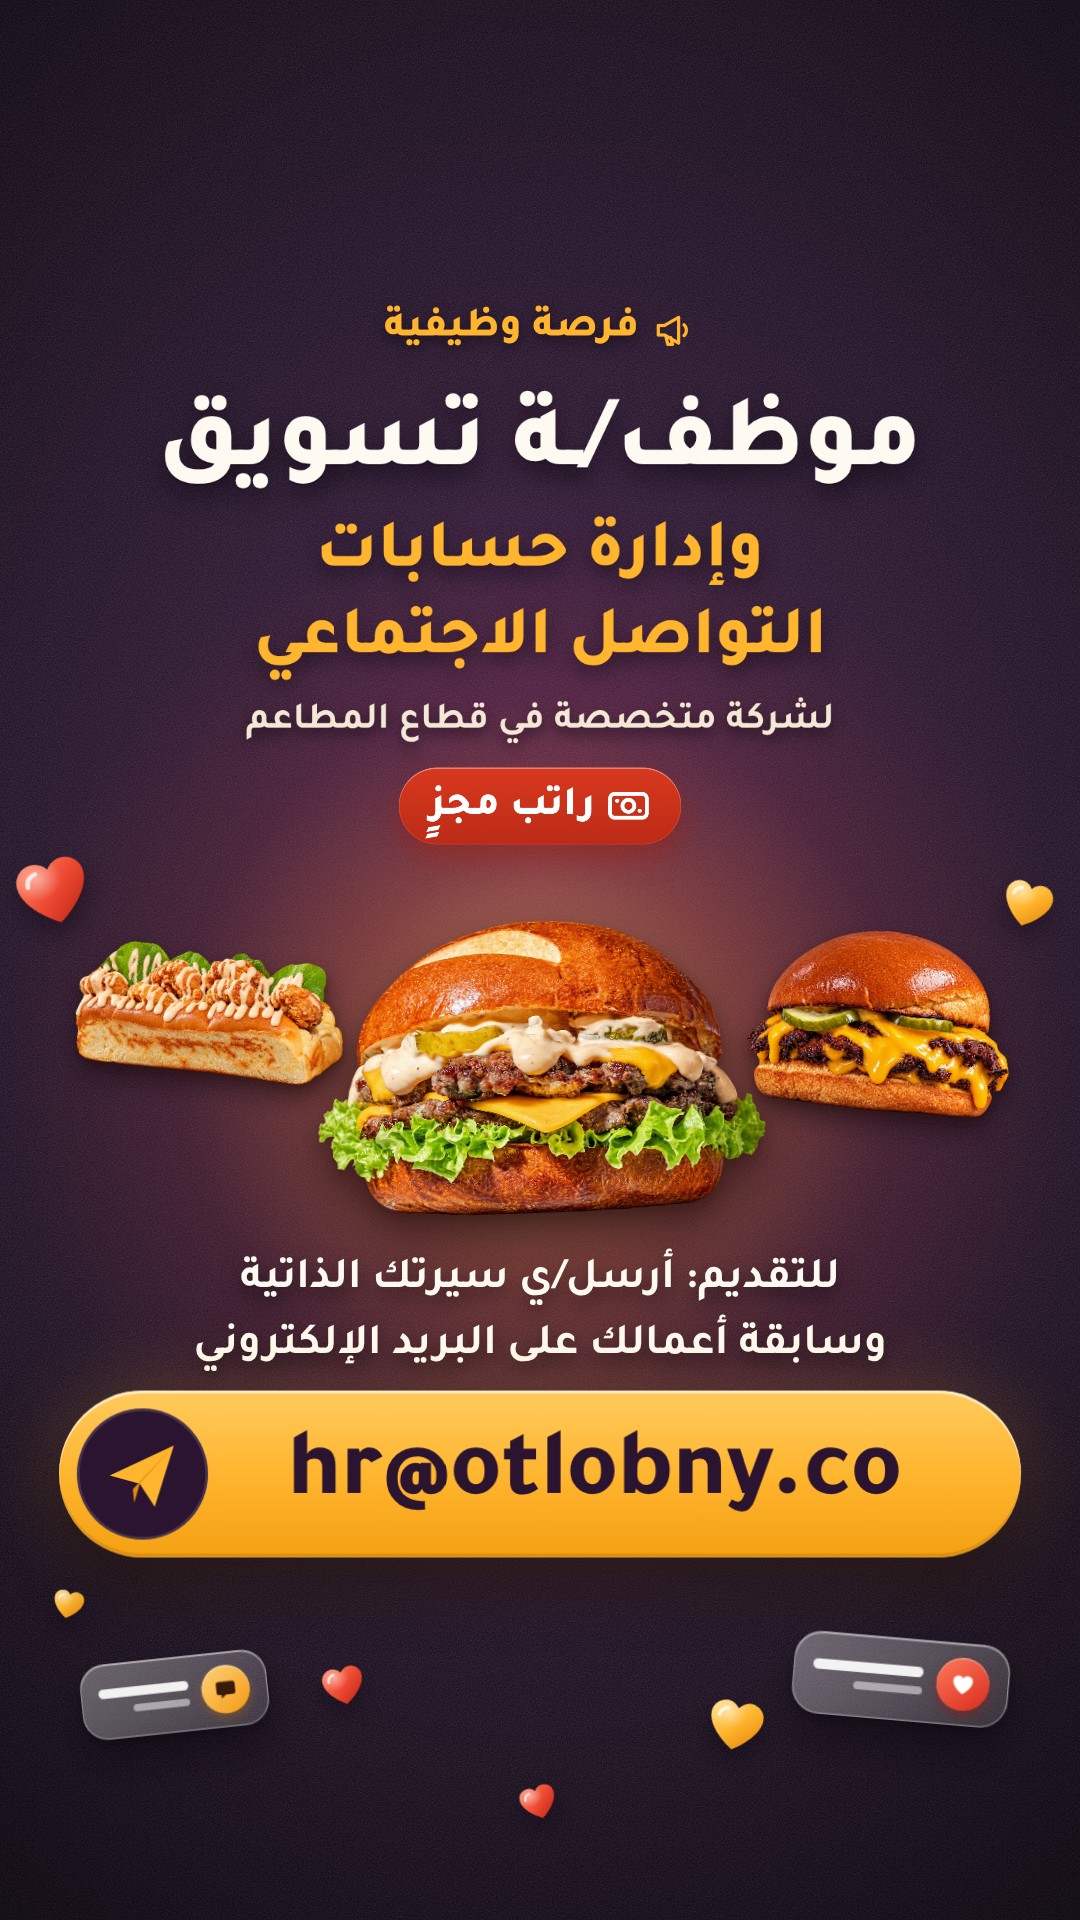 فرصة وظيفية
موظف/ـة تسويق
وإدارة حسابات
التواصل الاجتماعي
لشركة متخصصة في قطاع المطاعم
راتب مجزٍ
للتقديم: أرسل/ي سيرتك الذاتية
وسابقة أعمالك على البريد الإلكتروني
hr@otlobny.co